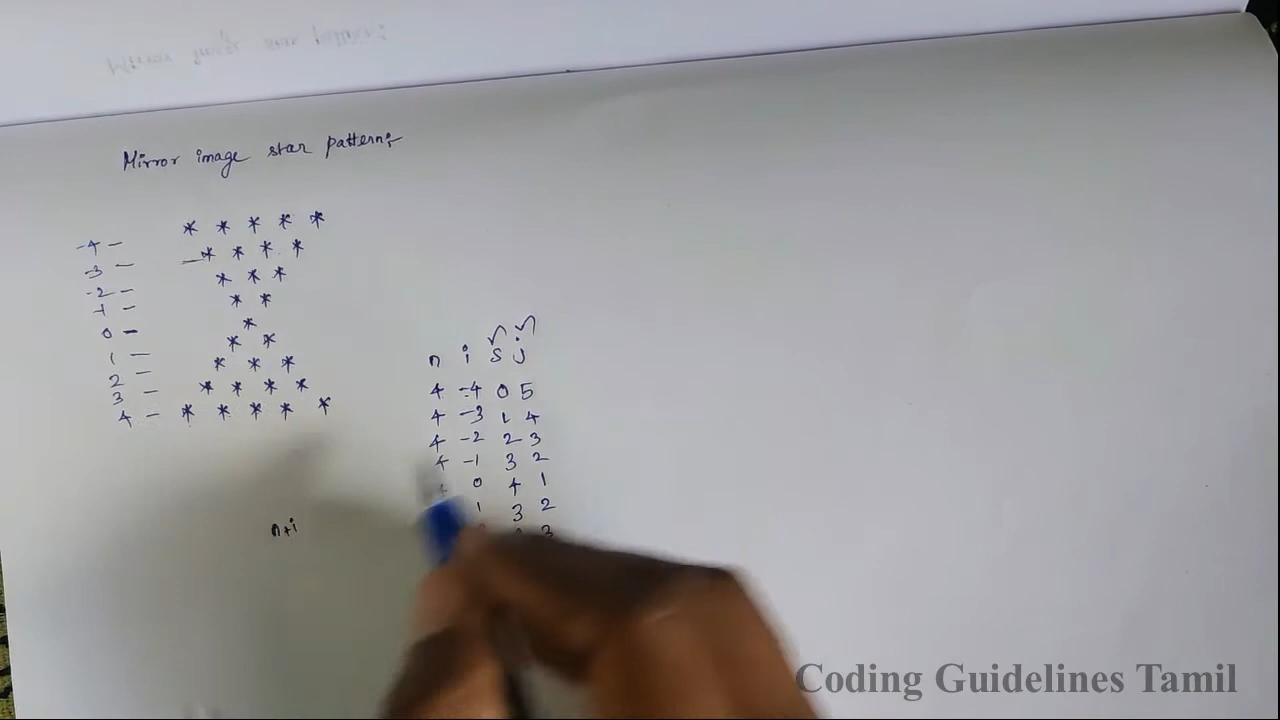 Mirror image star pattern:
* * * * *
-4 - * * * *
-3 - * * *
-2 - * *
-1 - *
0 - * *
1 - * * *
2 - * * * *
3 -
4 - * * * * *
n i s j
4 -4 0 5
4 -3 1 4
4 -2 2 3
4 -1 3 2
0 4 1
1 3 2
3
n+i
Coding Guidelines Tamil